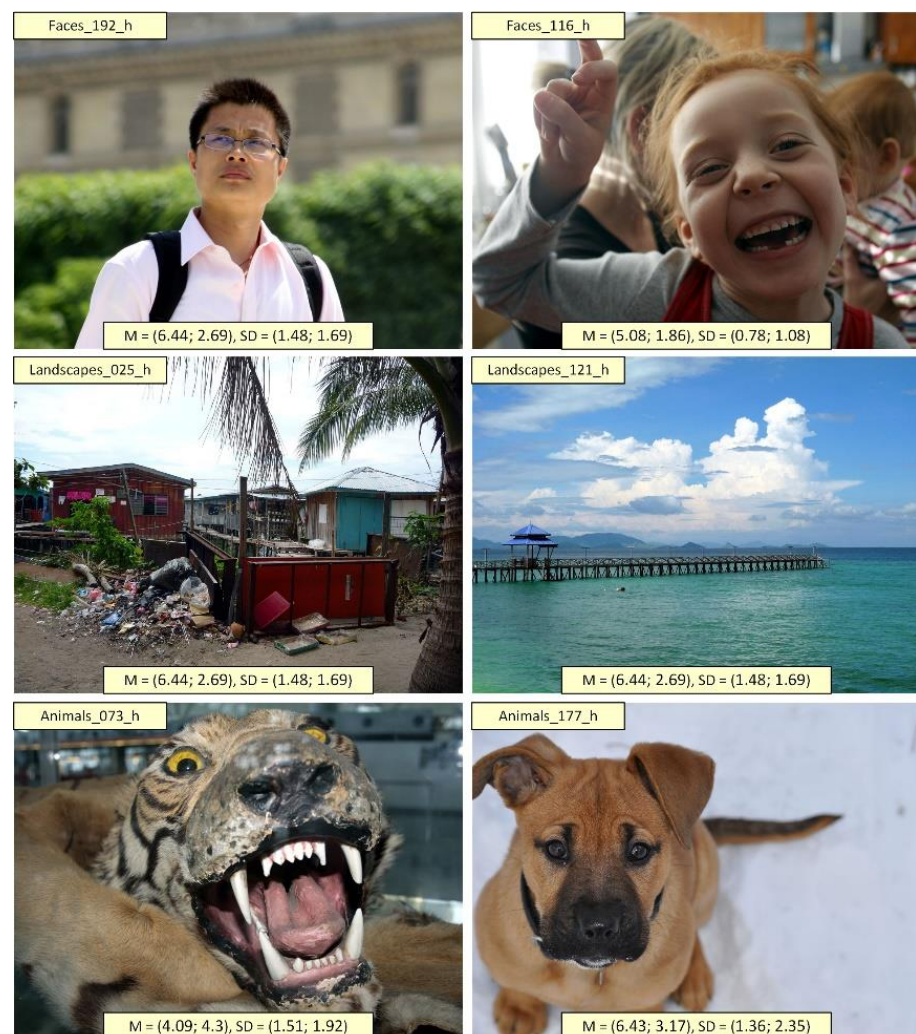 Faces_192_h
Faces_116_h
M = (6.44; 2.69), SD = (1.48; 1.69)
M = (5.08; 1.86), SD = (0.78; 1.08)
Landscapes_025_h
Landscapes_121_h
M = (6.44; 2.69), SD = (1.48; 1.69)
M = (6.44; 2.69), SD = (1.48; 1.69)
Animals_073_h
Animals_177_h
M = (4.09; 4.3), SD = (1.51; 1.92)
M = (6.43; 3.17), SD = (1.36; 2.35)